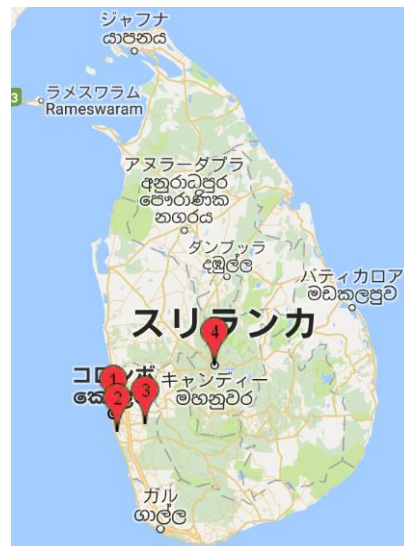 ジャフナ
යාපනය
3
ラメスワラム
Rameswaram
アヌラーダプラ
අනුරාධපුර
පෞරාණික
නගරය
ダンブッラ
දඹුල්ල
バティカロア
මඩකලපුව
スリランカ
4
キャンディー
මහනුවර
1
2
3
ガル
ගාල්ල